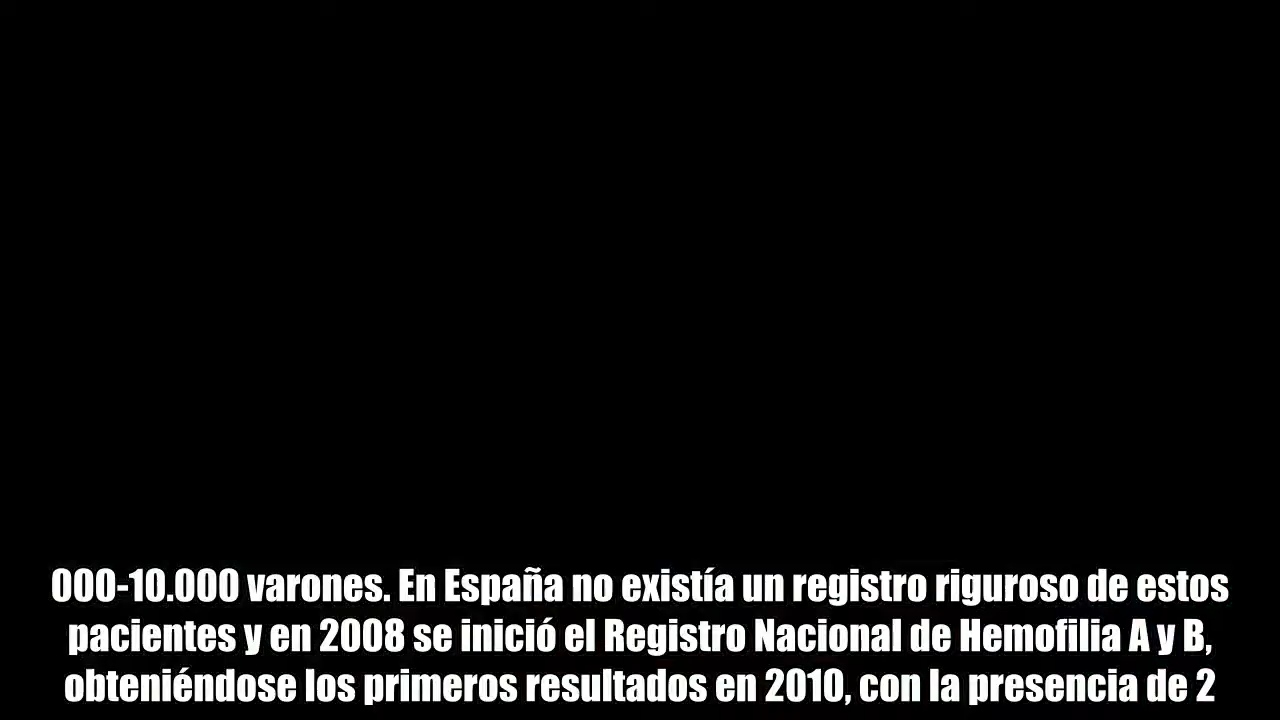 000-10.000 varones. En España no existía un registro riguroso de estos
pacientes y en 2008 se inició el Registro Nacional de Hemofilia A y B,
obteniéndose los primeros resultados en 2010, con la presencia de 2